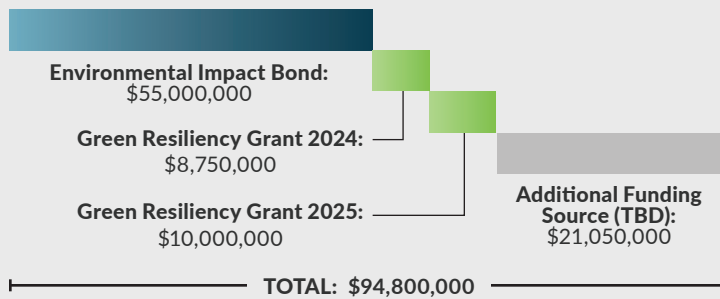 Environmental Impact Bond:
$55,000,000
Green Resiliency Grant 2024:
$8,750,000
Green Resiliency Grant 2025:
$10,000,000
Additional Funding
Source (TBD):
$21,050,000
TOTAL: $94,800,000